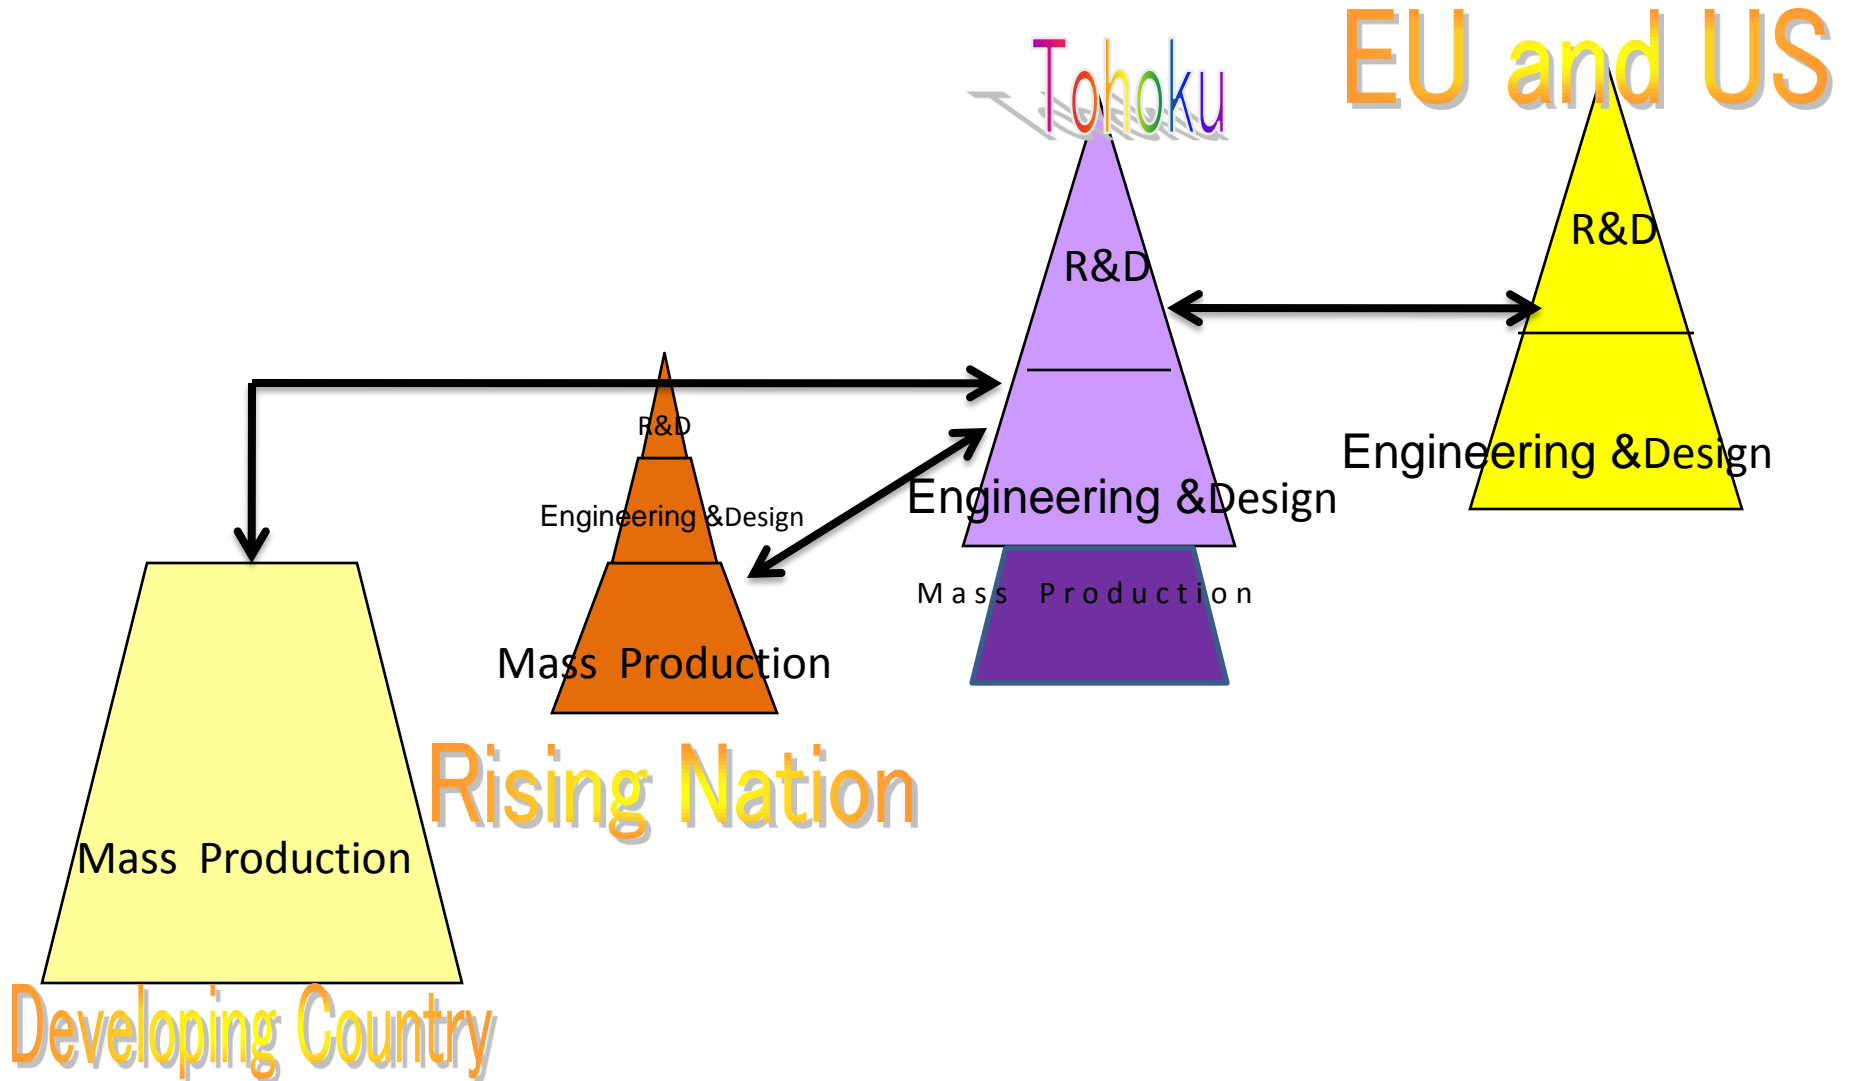 EU and US
Tohoku
R&D
R&D
R&D
Engineering &Design
Engineering &Design
Engineering &Design
Mass Production
Mass Production
Rising Nation
Mass Production
Developing Country